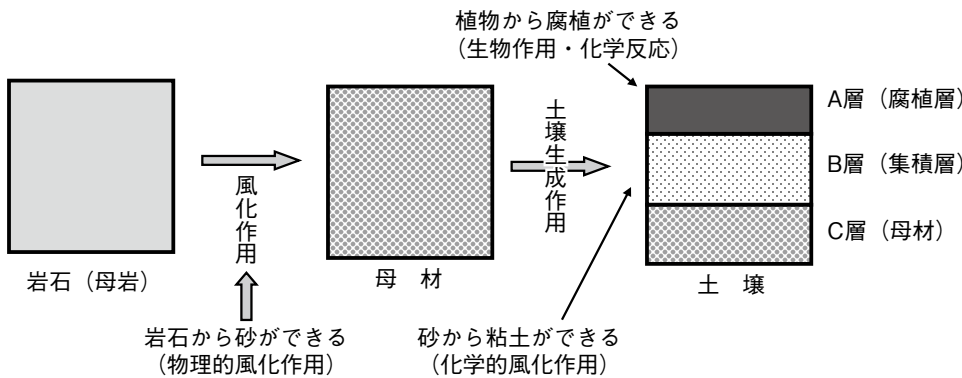 植物から腐植ができる
（生物作用・化学反応）
A層（腐植層）
B層（集積層）
C層（母材）
風化作用
土壌生成作用
岩石（母岩）
母　材
土　壌
岩石から砂ができる
（物理的風化作用）
砂から粘土ができる
（化学的風化作用）